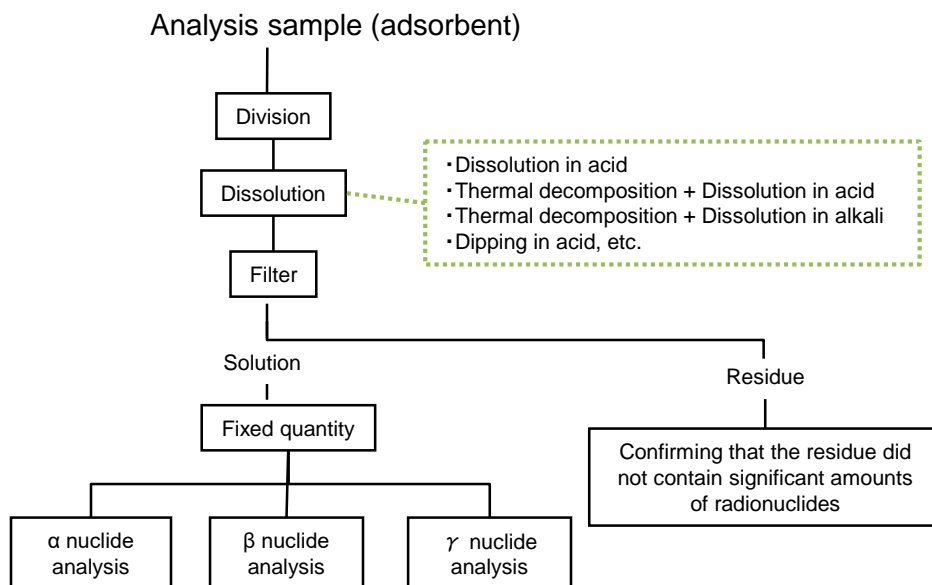 Analysis sample (adsorbent)
Division
Dissolution
・Dissolution in acid
・Thermal decomposition + Dissolution in acid
・Thermal decomposition + Dissolution in alkali
・Dipping in acid, etc.
Filter
Solution
Residue
Fixed quantity
Confirming that the residue did
not contain significant amounts
of radionuclides
α nuclide
analysis
β nuclide
analysis
γ nuclide
analysis